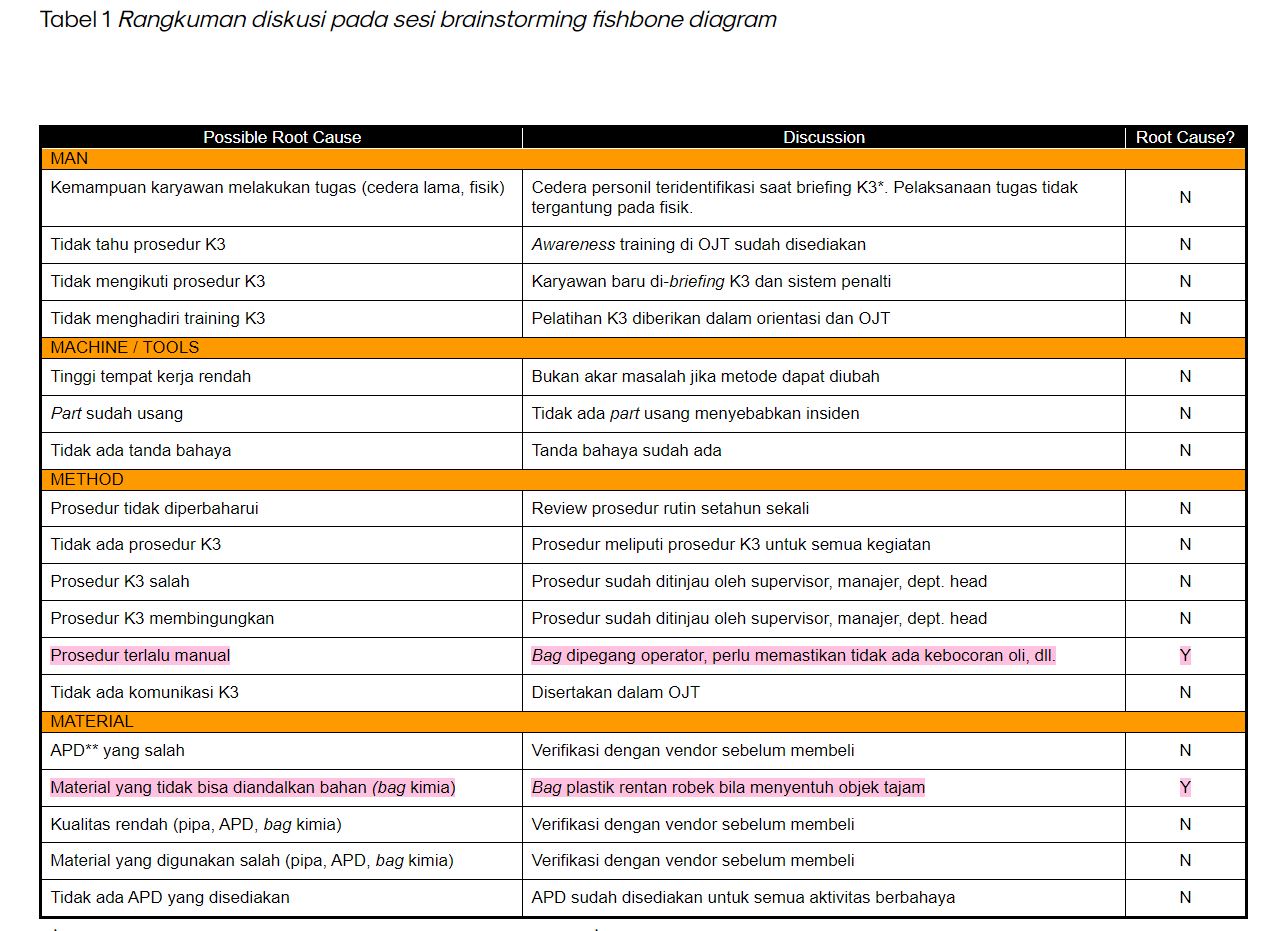 Tabel 1 Rangkuman diskusi pada sesi brainstorming fishbone diagram
Possible Root Cause Discussion Root Cause?
MAN
Kemampuan karyawan melakukan tugas (cedera lama, fisik) Cedera personil teridentifikasi saat briefing K3*. Pelaksanaan tugas tidak
tergantung pada fisik. N
Tidak tahu prosedur K3 Awareness training di OJT sudah disediakan N
Tidak mengikuti prosedur K3 Karyawan baru di-briefing K3 dan sistem penalti N
Tidak menghadiri training K3 Pelatihan K3 diberikan dalam orientasi dan OJT N
MACHINE / TOOLS
Tinggi tempat kerja rendah Bukan akar masalah jika metode dapat diubah N
Part sudah usang Tidak ada part usang menyebabkan insiden N
Tidak ada tanda bahaya Tanda bahaya sudah ada N
METHOD
Prosedur tidak diperbaharui Review prosedur rutin setahun sekali N
Tidak ada prosedur K3 Prosedur meliputi prosedur K3 untuk semua kegiatan N
Prosedur K3 salah Prosedur sudah ditinjau oleh supervisor, manajer, dept. head N
Prosedur K3 membingungkan Prosedur sudah ditinjau oleh supervisor, manajer, dept. head N
Prosedur terlalu manual Bag dipegang operator, perlu memastikan tidak ada kebocoran oli, dll. Y
Tidak ada komunikasi K3 Disertakan dalam OJT N
MATERIAL
APD** yang salah Verifikasi dengan vendor sebelum membeli N
Material yang tidak bisa diandalkan bahan (bag kimia) Bag plastik rentan robek bila menyentuh objek tajam Y
Kualitas rendah (pipa, APD, bag kimia) Verifikasi dengan vendor sebelum membeli N
Material yang digunakan salah (pipa, APD, bag kimia) Verifikasi dengan vendor sebelum membeli N
Tidak ada APD yang disediakan APD sudah disediakan untuk semua aktivitas berbahaya N